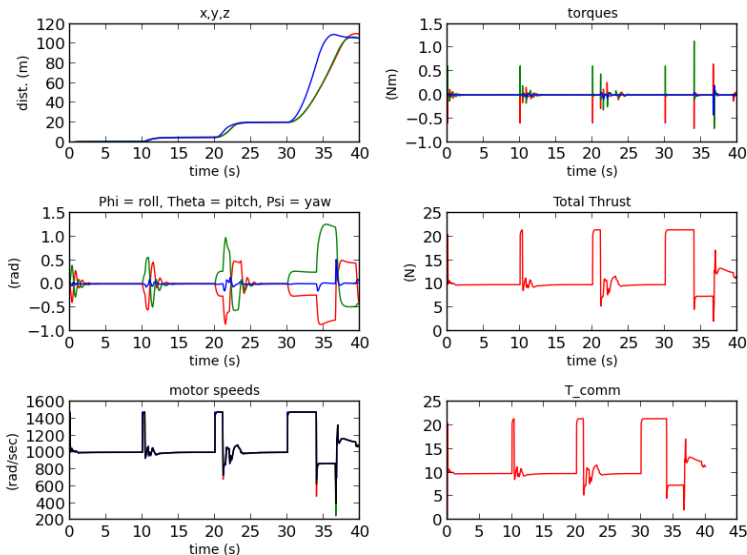 x,y,z
torques
dist. (m)
120
100
80
60
40
20
0
0 5 10 15 20 25 30 35 40
time (s)
(Nm)
1.5
1.0
0.5
0.0
−0.5
−1.0
0 5 10 15 20 25 30 35 40
time (s)
Phi = roll, Theta = pitch, Psi = yaw
Total Thrust
(rad)
1.5
1.0
0.5
0.0
−0.5
−1.0
0 5 10 15 20 25 30 35 40
time (s)
(N)
25
20
15
10
5
0
0 5 10 15 20 25 30 35 40
time (s)
motor speeds
T_comm
(rad/sec)
1600
1400
1200
1000
800
600
400
200
0 5 10 15 20 25 30 35 40
time (s)
25
20
15
10
5
0
0 5 10 15 20 25 30 35 40 45
time (s)